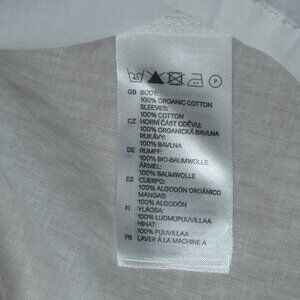 40
P
GB BODY:
100% ORGANIC COTTON
SLEEVES:
100% COTTON
CZ HORNÍ ČÁST ODĚVU:
100% ORGANICKÁ BAVLNA
RUKÁVY:
100% BAVLNA
DE RUMPF:
100% BIO-BAUMWOLLE
ÄRMEL:
100% BAUMWOLLE
ES CUERPO:
100% ALGODÓN ORGÁNICO
MANGAS:
100% ALGODÓN
FI YLÄOSA:
100% LUOMUPUUVILLAA
HIHAT:
100% PUUVILLAA
FR LAVER À LA MACHINE À